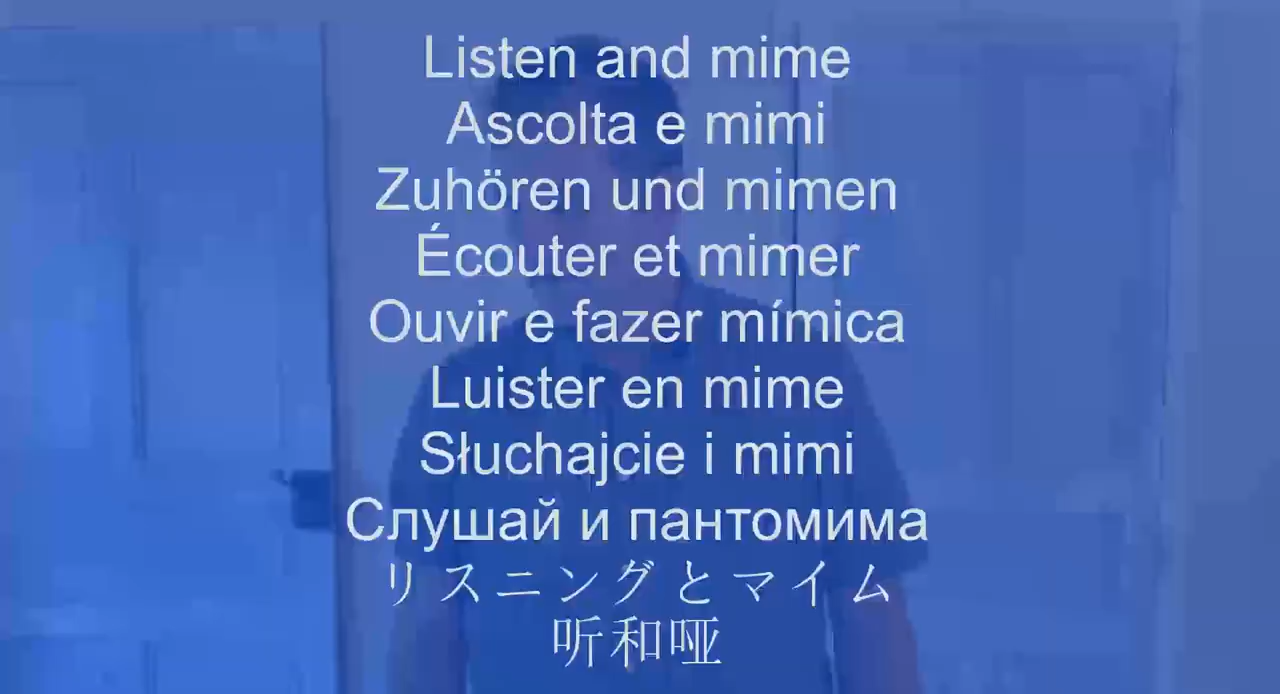 Listen and mime
Ascolta e mimi
Zuhören und mimen
Écouter et mimer
Ouvir e fazer mímica
Luister en mime
Słuchajcie i mimi
Слушай и пантомима
リスニングとマイム
听和哑